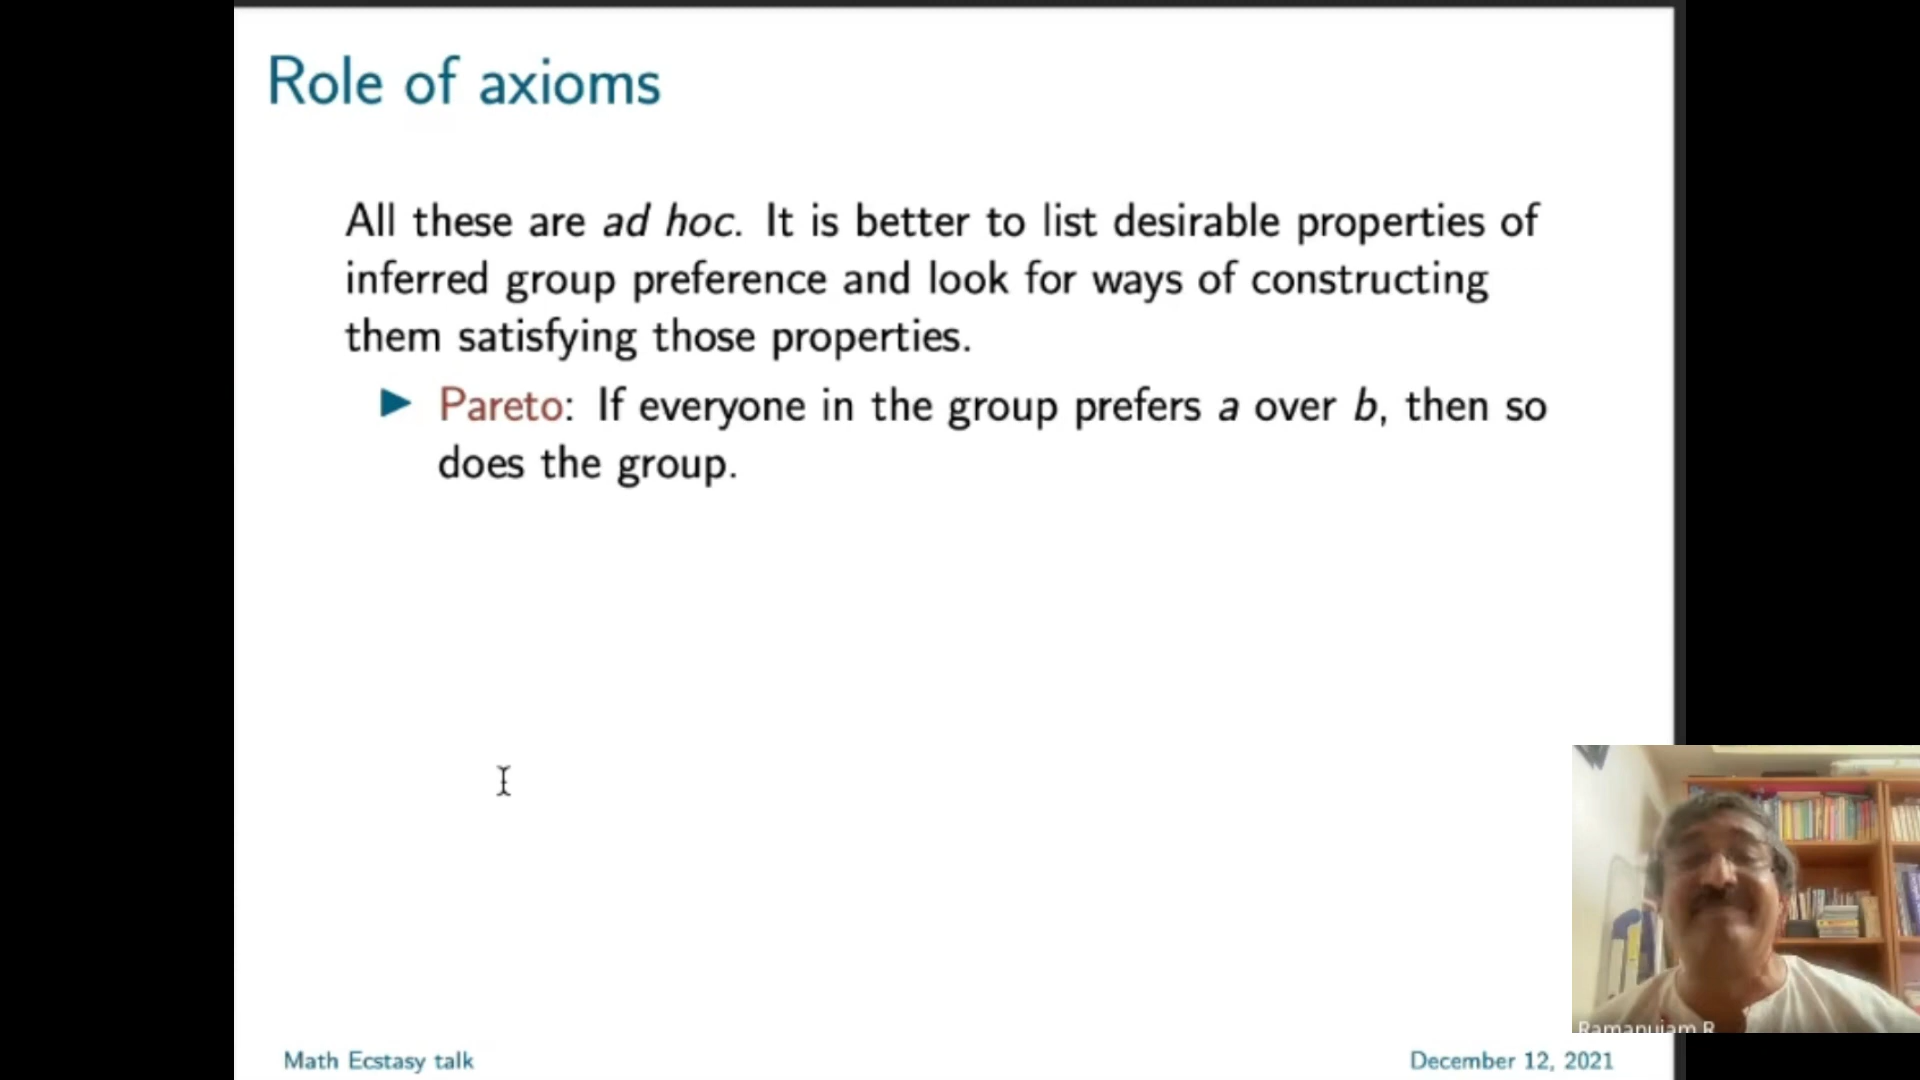 Role of axioms
All these are ad hoc. It is better to list desirable properties of
inferred group preference and look for ways of constructing
them satisfying those properties.
▶ Pareto: If everyone in the group prefers a over b, then so
does the group.
Ramanujam R
Math Ecstasy talk
December 12, 2021